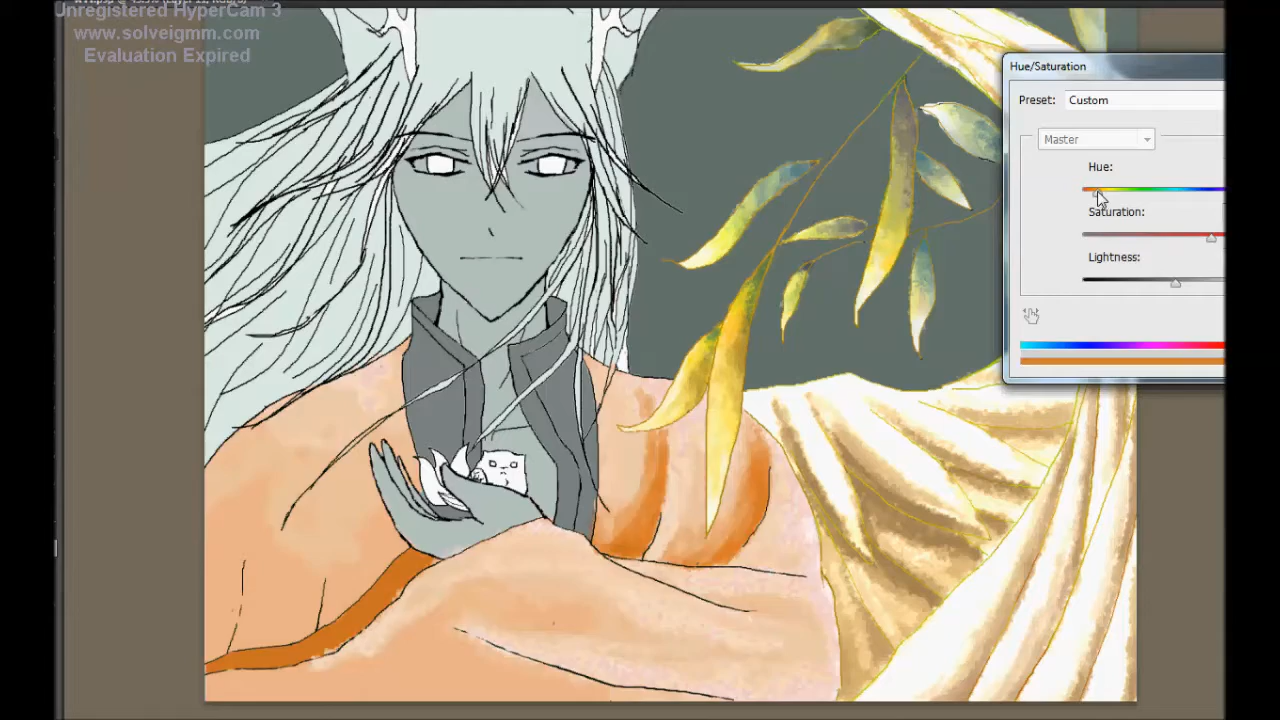 Unregistered HyperCam 3
www.solveigmm.com
Evaluation Expired
Hue/Saturation
Preset: Custom
Master
Hue:
Saturation:
Lightness: